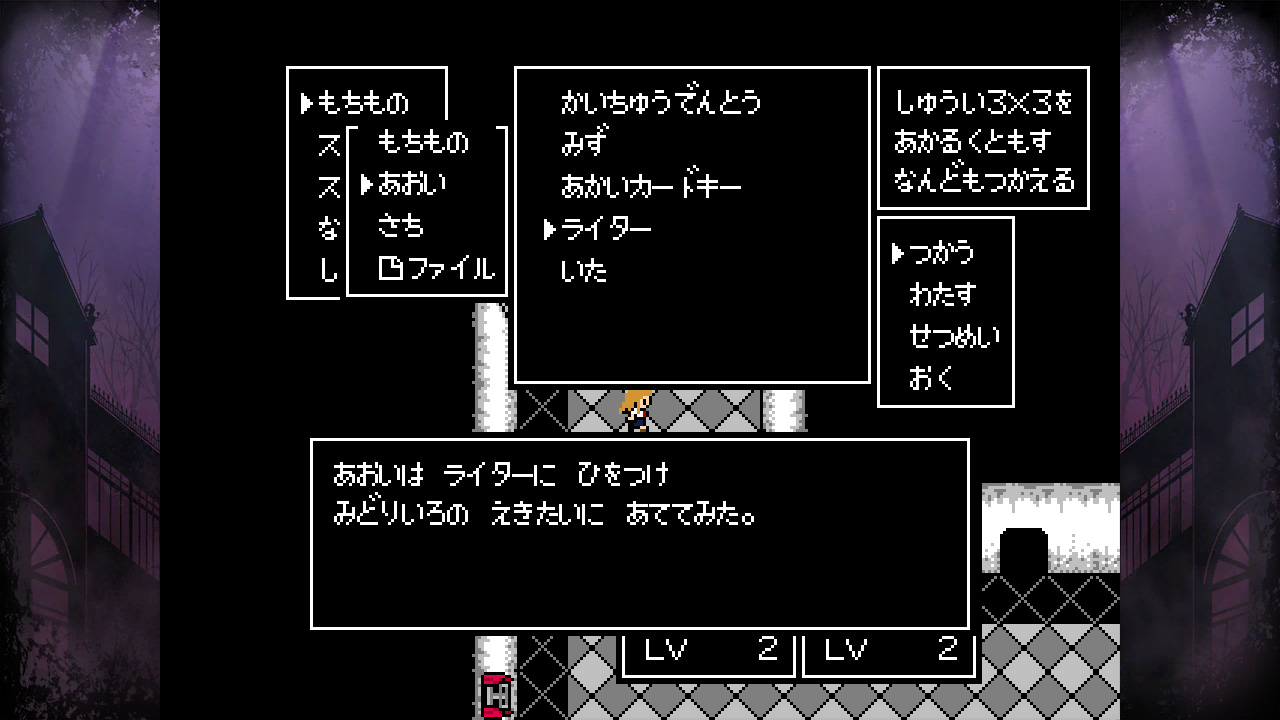 もちもの
ス
ス
な
し
もちもの
あおい
さち
ファイル
かいちゅうでんとう
みず
あかいカードキー
ライター
いた
しゅうい3×3を
あかるくともす
なんどもつかえる
つかう
わたす
せつめい
おく
あおいは ライターに ひをつけ
みどりいろの えきたいに あててみた。
LV 2
LV 2